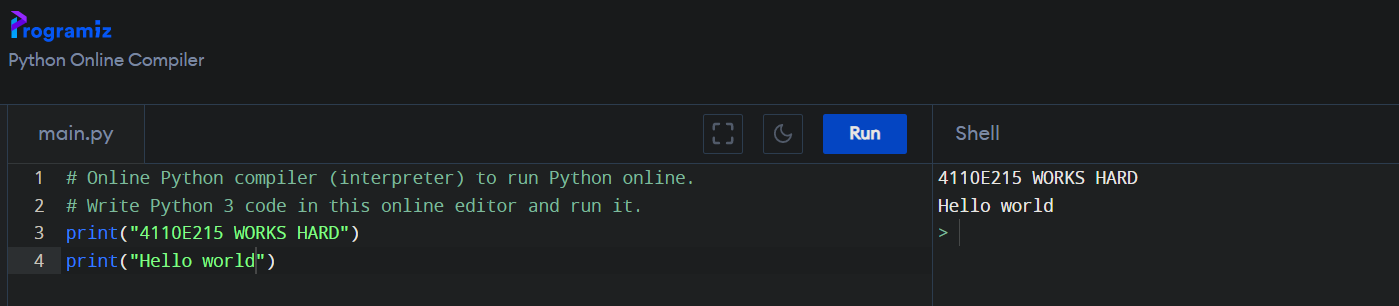 Programiz
Python Online Compiler
main.py
Run
Shell
1 # Online Python compiler (interpreter) to run Python online.
2 # Write Python 3 code in this online editor and run it.
3 print("4110E215 WORKS HARD")
4 print("Hello world")
4110E215 WORKS HARD
Hello world
>